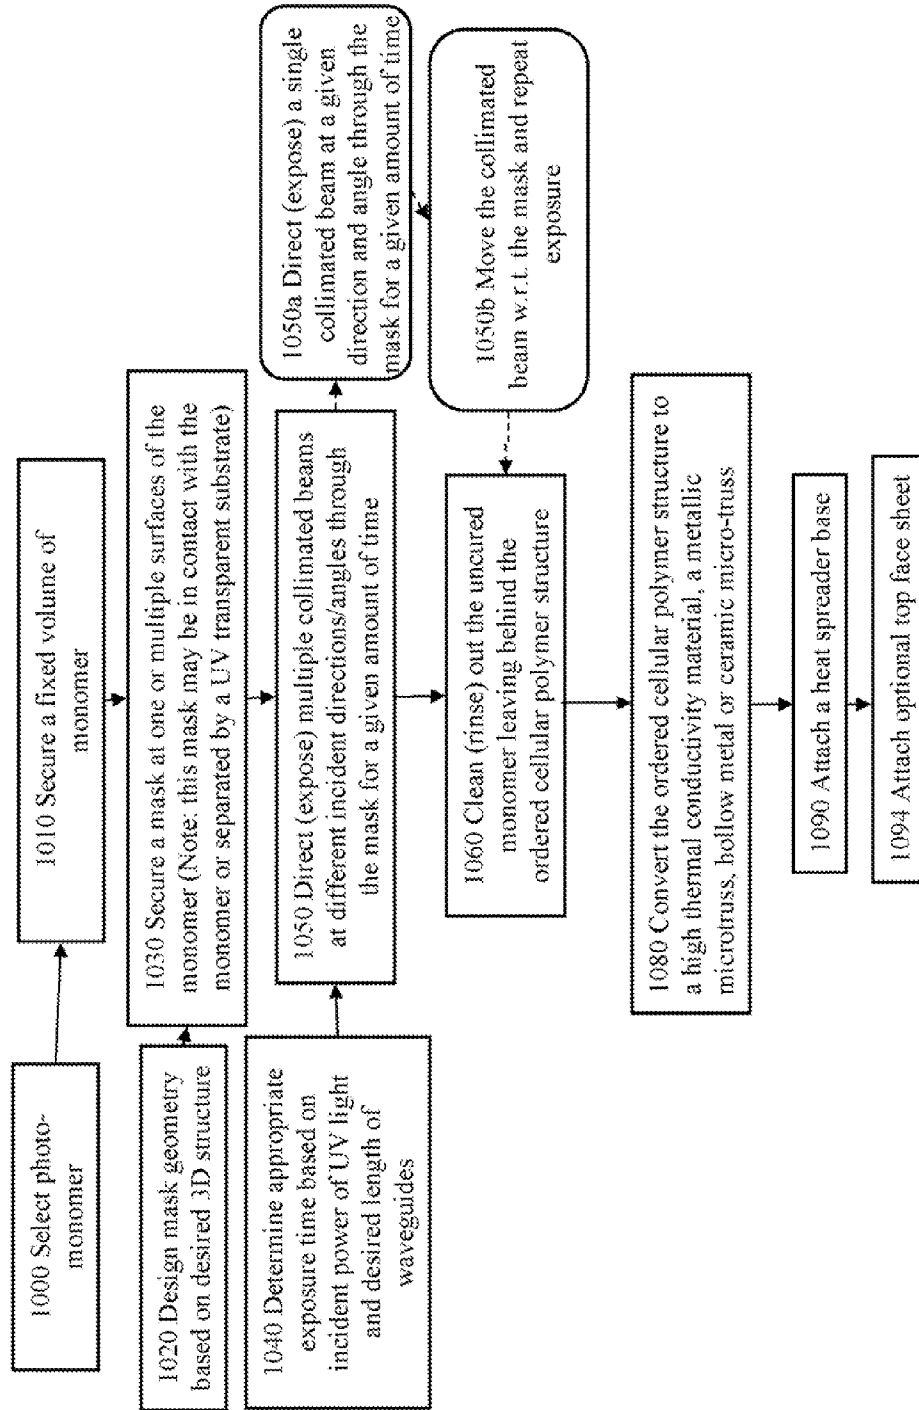 1000 Select photo-
monomer
1010 Secure a fixed volume of
monomer
1020 Design mask geometry
based on desired 3D structure
1030 Secure a mask at one or multiple surfaces of the
monomer (Note: this mask may be in contact with the
monomer or separated by a UV transparent substrate)
1040 Determine appropriate
exposure time based on
incident power of UV light
and desired length of
waveguides
1050 Direct (expose) multiple collimated beams
at different incident directions/angles through
the mask for a given amount of time
1050a Direct (expose) a single
collimated beam at a given
direction and angle through the
mask for a given amount of time
1050b Move the collimated
beam w.r.t. the mask and repeat
exposure
1060 Clean (rinse) out the uncured
monomer leaving behind the
ordered cellular polymer structure
1080 Convert the ordered cellular polymer structure to
a high thermal conductivity material, a metallic
microtruss, hollow metal or ceramic micro-truss
1090 Attach a heat spreader base
1094 Attach optional top face sheet